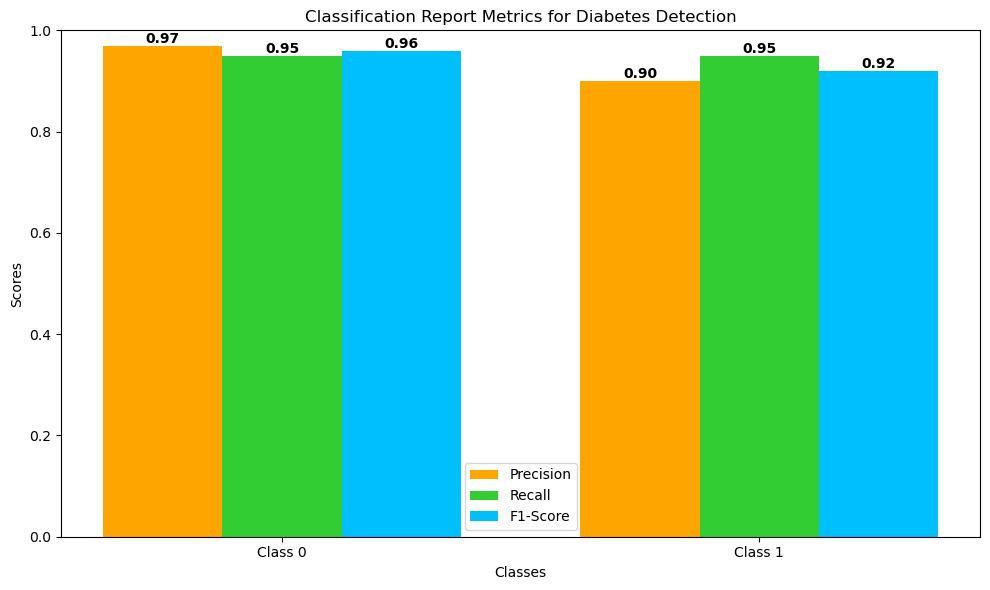 Classification Report Metrics for Diabetes Detection
1.0
0.8
0.6
0.4
0.2
0.0
Scores
0.97
0.95
0.96
0.90
0.95
0.92
Precision
Recall
F1-Score
Class 0
Class 1
Classes